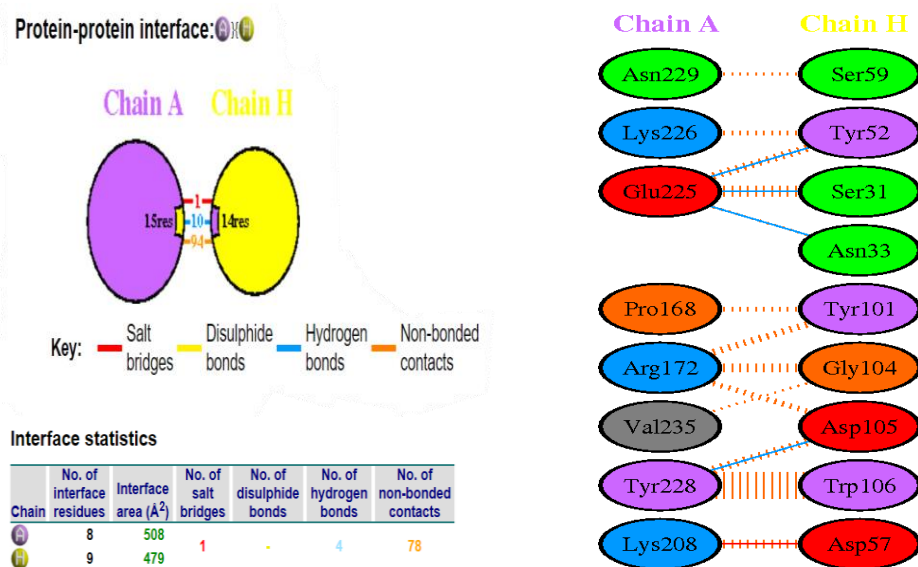 Protein-protein interface: A H
Chain A Chain H
1
15res 10 14res
94
Key: Salt bridges Disulphide bonds Hydrogen bonds Non-bonded contacts
Interface statistics
Chain No. of interface residues Interface area (Å²) No. of salt bridges No. of disulphide bonds No. of hydrogen bonds No. of non-bonded contacts
A 8 508
1 - 4 78
H 9 479
Chain A Chain H
Asn229 Ser59
Lys226 Tyr52
Glu225 Ser31
Asn33
Pro168 Tyr101
Arg172 Gly104
Val235 Asp105
Tyr228 Trp106
Lys208 Asp57